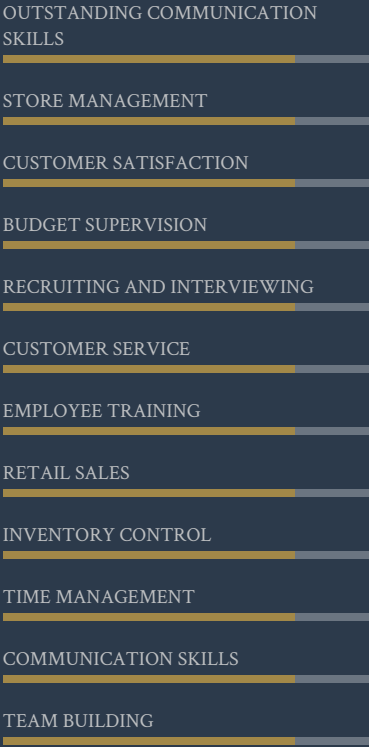 OUTSTANDING COMMUNICATION
SKILLS
STORE MANAGEMENT
CUSTOMER SATISFACTION
BUDGET SUPERVISION
RECRUITING AND INTERVIEWING
CUSTOMER SERVICE
EMPLOYEE TRAINING
RETAIL SALES
INVENTORY CONTROL
TIME MANAGEMENT
COMMUNICATION SKILLS
TEAM BUILDING